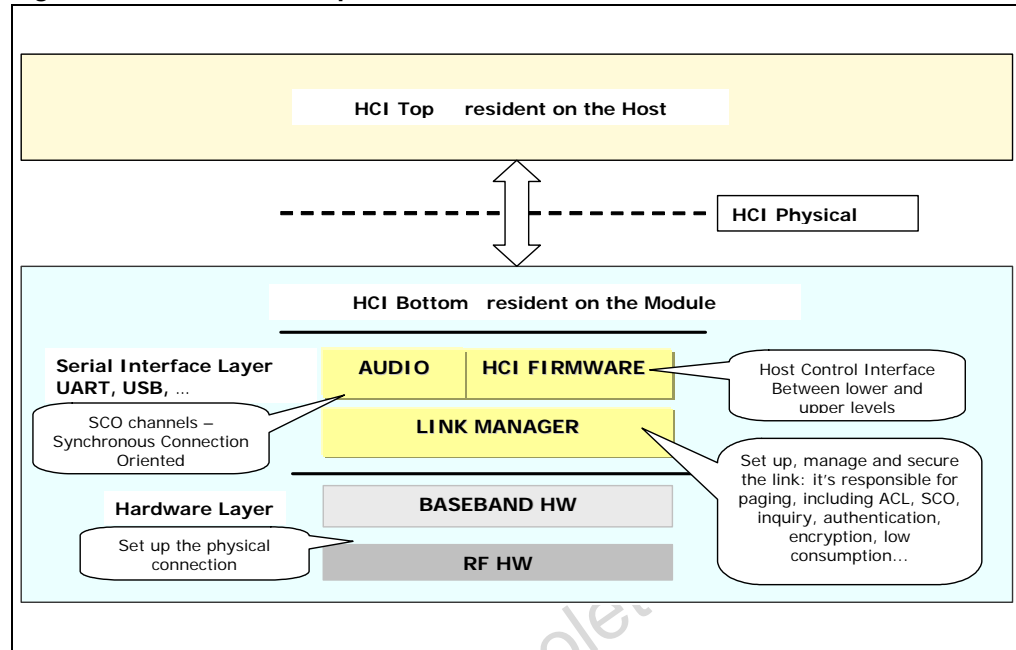 HCI Top resident on the Host
HCI Physical
HCI Bottom resident on the Module
Serial Interface Layer
UART, USB, ...
AUDIO
HCI FIRMWARE
Host Control Interface
Between lower and
upper levels
SCO channels –
Synchronous Connection
Oriented
LINK MANAGER
Set up, manage and secure
the link: it's responsible for
paging, including ACL, SCO,
inquiry, authentication,
encryption, low
consumption...
Hardware Layer
BASEBAND HW
Set up the physical
connection
RF HW